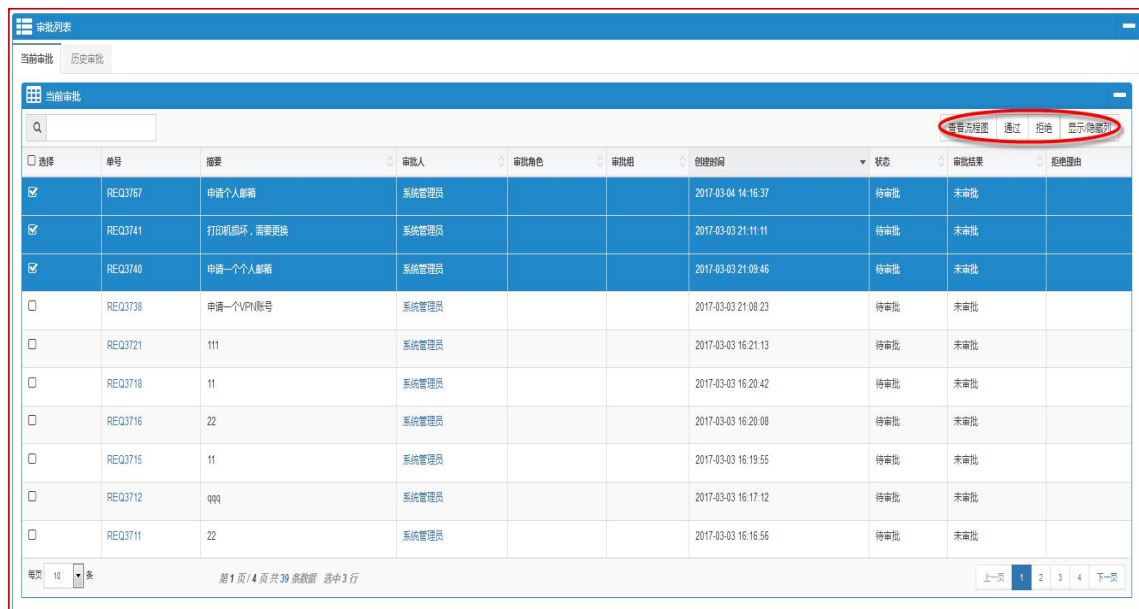 审批列表
当前审批 历史审批
当前审批
查看流程图 通过 拒绝 显示/隐藏列
选择 单号 摘要 审批人 审批角色 审批组 创建时间 状态 审批结果 拒绝理由
REQ3767 申请个人邮箱 系统管理员 2017-03-04 14:16:37 待审批 未审批
REQ3741 打印机损坏，需要更换 系统管理员 2017-03-03 21:11:11 待审批 未审批
REQ3740 申请一个个人邮箱 系统管理员 2017-03-03 21:09:46 待审批 未审批
REQ3738 申请一个VPN账号 系统管理员 2017-03-03 21:08:23 待审批 未审批
REQ3721 111 系统管理员 2017-03-03 16:21:13 待审批 未审批
REQ3718 11 系统管理员 2017-03-03 16:20:42 待审批 未审批
REQ3716 22 系统管理员 2017-03-03 16:20:08 待审批 未审批
REQ3715 11 系统管理员 2017-03-03 16:19:55 待审批 未审批
REQ3712 qqq 系统管理员 2017-03-03 16:17:12 待审批 未审批
REQ3711 22 系统管理员 2017-03-03 16:16:56 待审批 未审批
每页 10 条 第1页/4页共39条数据 选中3行 上一页 1 2 3 4 下一页